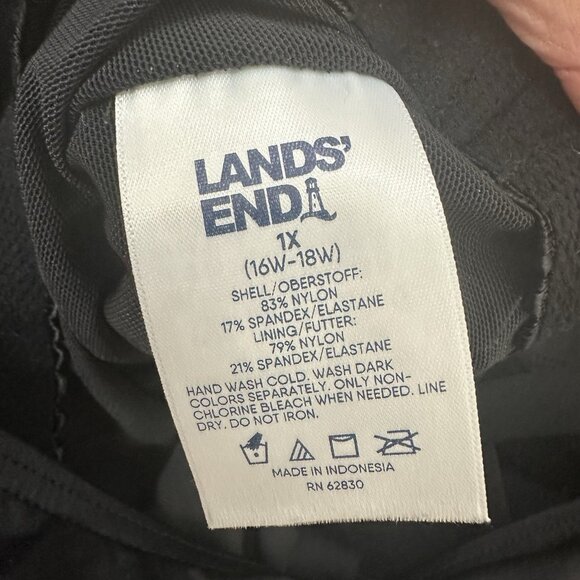 LANDS'
END
1X
(16W-18W)
SHELL/OBERSTOFF:
83% NYLON
17% SPANDEX/ELASTANE
LINING/FUTTER:
79% NYLON
21% SPANDEX/ELASTANE
HAND WASH COLD. WASH DARK
COLORS SEPARATELY. ONLY NON-
CHLORINE BLEACH WHEN NEEDED. LINE
DRY. DO NOT IRON.
MADE IN INDONESIA
RN 62830